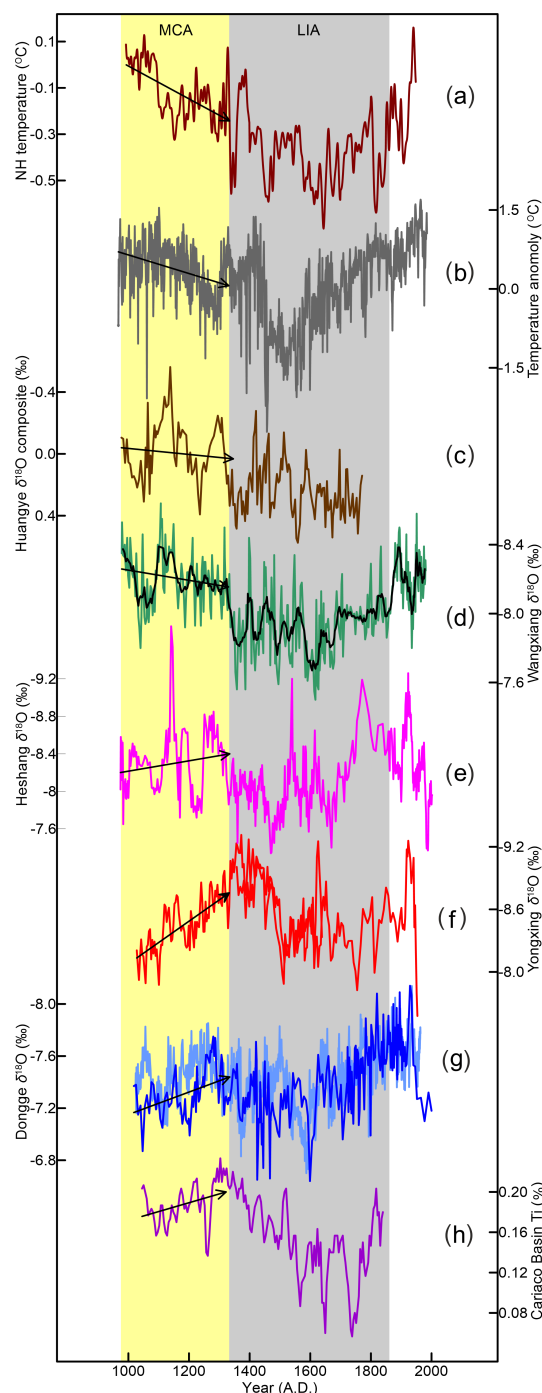 MCA LIA
0.1
-0.1
-0.3
-0.5
NH temperature (°C)
(a)
1.5
0.0
-1.5
Temperature anomoly (°C)
(b)
-0.4
0.0
0.4
Huangye δ18O composite (‰)
(c)
-8.4
-8.0
-7.6
Wangxiang δ18O (‰)
(d)
-9.2
-8.8
-8.4
-8
-7.6
Heshang δ18O (‰)
(e)
-9.2
-8.6
-8.0
Yongxing δ18O (‰)
(f)
-8.0
-7.6
-7.2
-6.8
Dongge δ18O (‰)
(g)
0.20
0.16
0.12
0.08
Cariaco Basin Ti (%)
(h)
1000 1200 1400 1600 1800 2000
Year (A.D.)